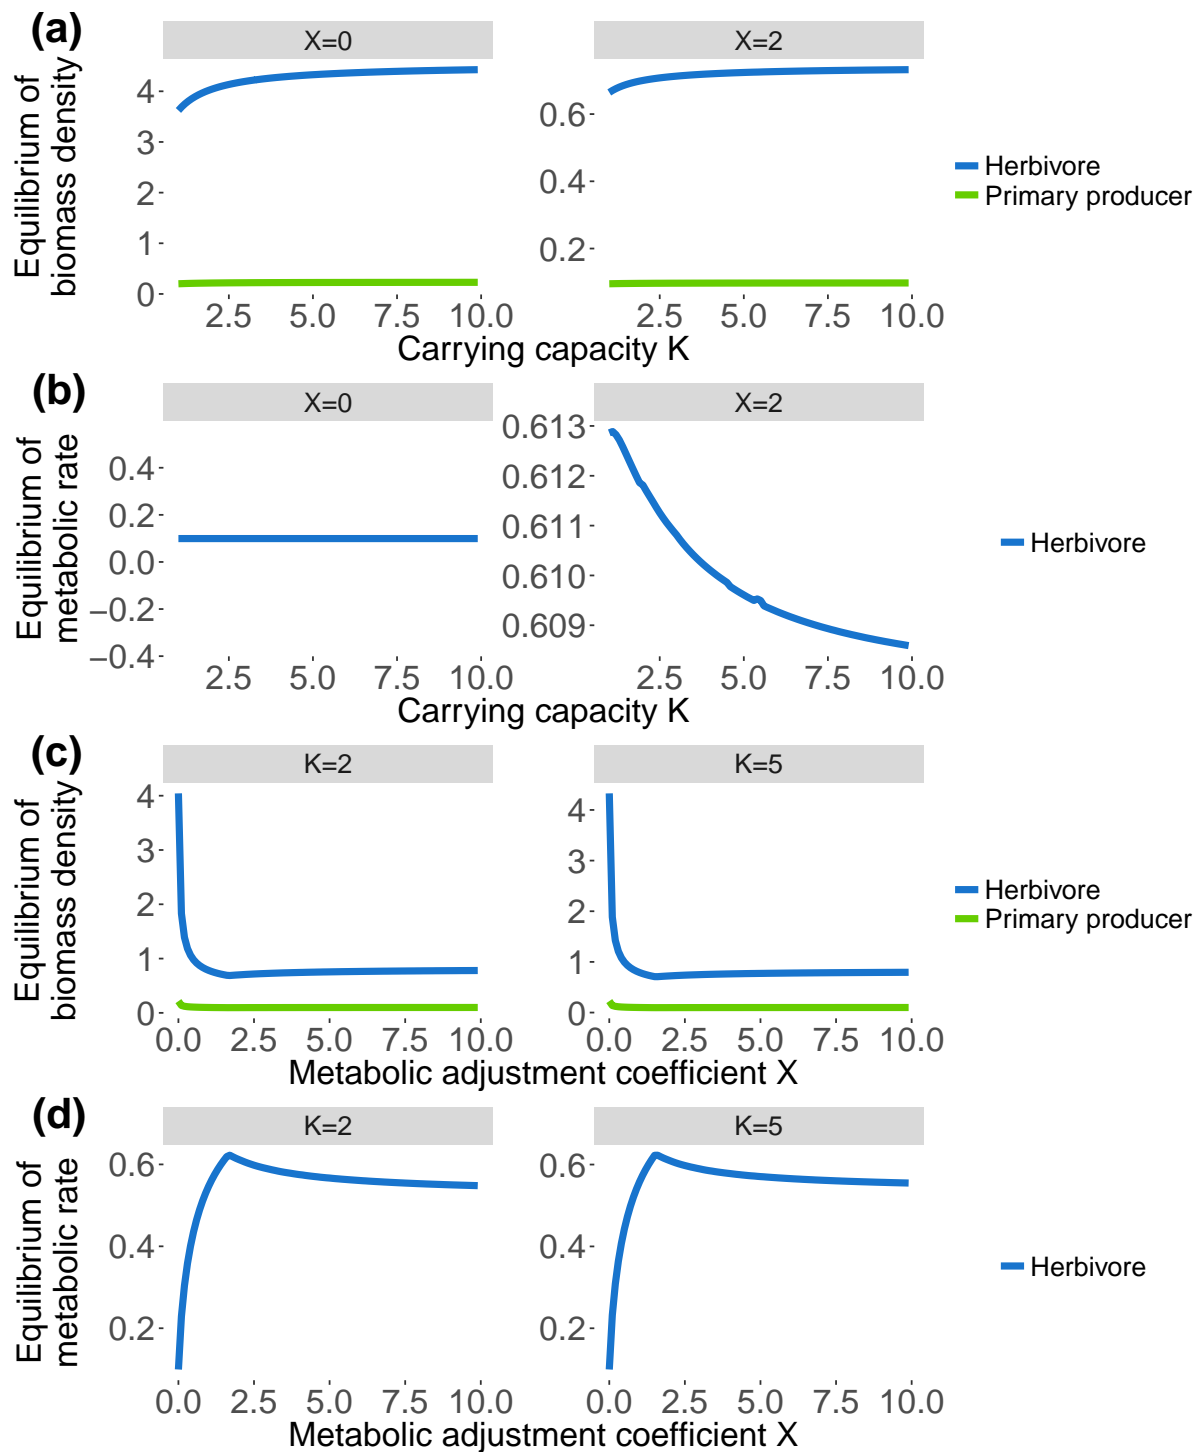 (a)
X=0
X=2
Equilibrium of
biomass density
4
3
2
1
0
0.6
0.4
0.2
Herbivore
Primary producer
2.5 5.0 7.5 10.0
2.5 5.0 7.5 10.0
Carrying capacity K
(b)
X=0
X=2
Equilibrium of
metabolic rate
0.4
0.2
0.0
−0.2
−0.4
0.613
0.612
0.611
0.610
0.609
Herbivore
2.5 5.0 7.5 10.0
2.5 5.0 7.5 10.0
Carrying capacity K
(c)
K=2
K=5
Equilibrium of
biomass density
4
3
2
1
0
4
3
2
1
0
Herbivore
Primary producer
0.0 2.5 5.0 7.5 10.0
0.0 2.5 5.0 7.5 10.0
Metabolic adjustment coefficient X
(d)
K=2
K=5
Equilibrium of
metabolic rate
0.6
0.4
0.2
0.6
0.4
0.2
Herbivore
0.0 2.5 5.0 7.5 10.0
0.0 2.5 5.0 7.5 10.0
Metabolic adjustment coefficient X